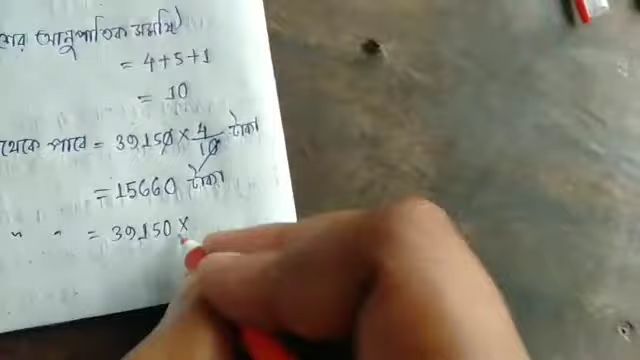 শের আনুপাতিক সমষ্টি
= 4+5+1
= 10
থেকে পাবে = 39150 × 4/10 টাকা
= 15660 টাকা
" " = 39150 ×